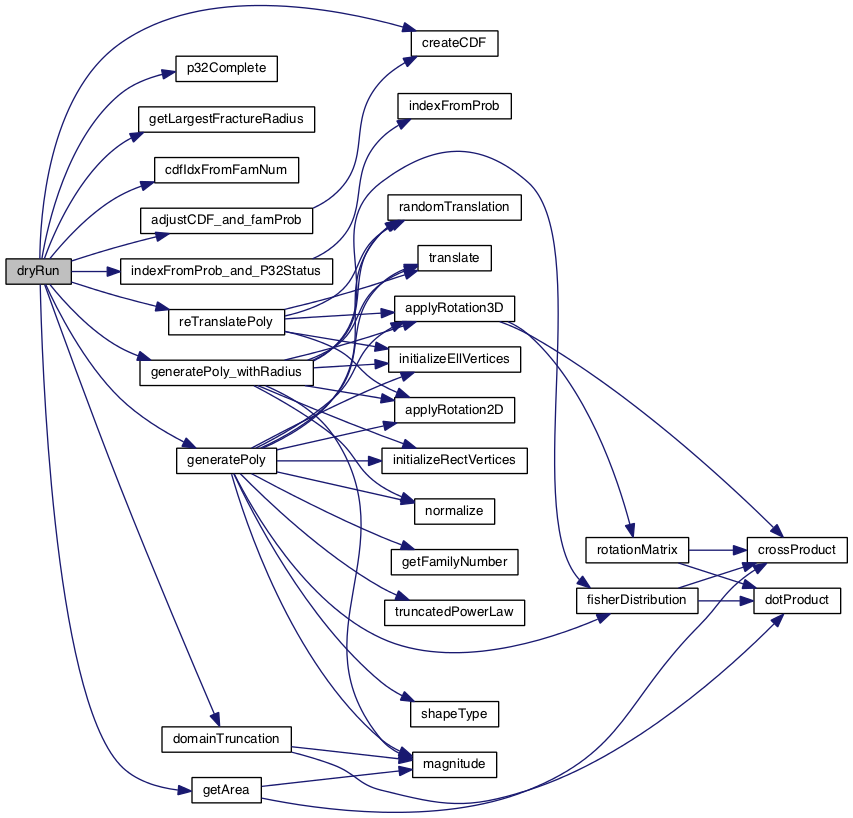 createCDF
p32Complete
indexFromProb
getLargestFractureRadius
cdfIdxFromFamNum
randomTranslation
adjustCDF_and_famProb
translate
dryRun
indexFromProb_and_P32Status
applyRotation3D
reTranslatePoly
initializeEllVertices
generatePoly_withRadius
applyRotation2D
generatePoly
initializeRectVertices
normalize
rotationMatrix
crossProduct
getFamilyNumber
fisherDistribution
dotProduct
truncatedPowerLaw
shapeType
domainTruncation
magnitude
getArea